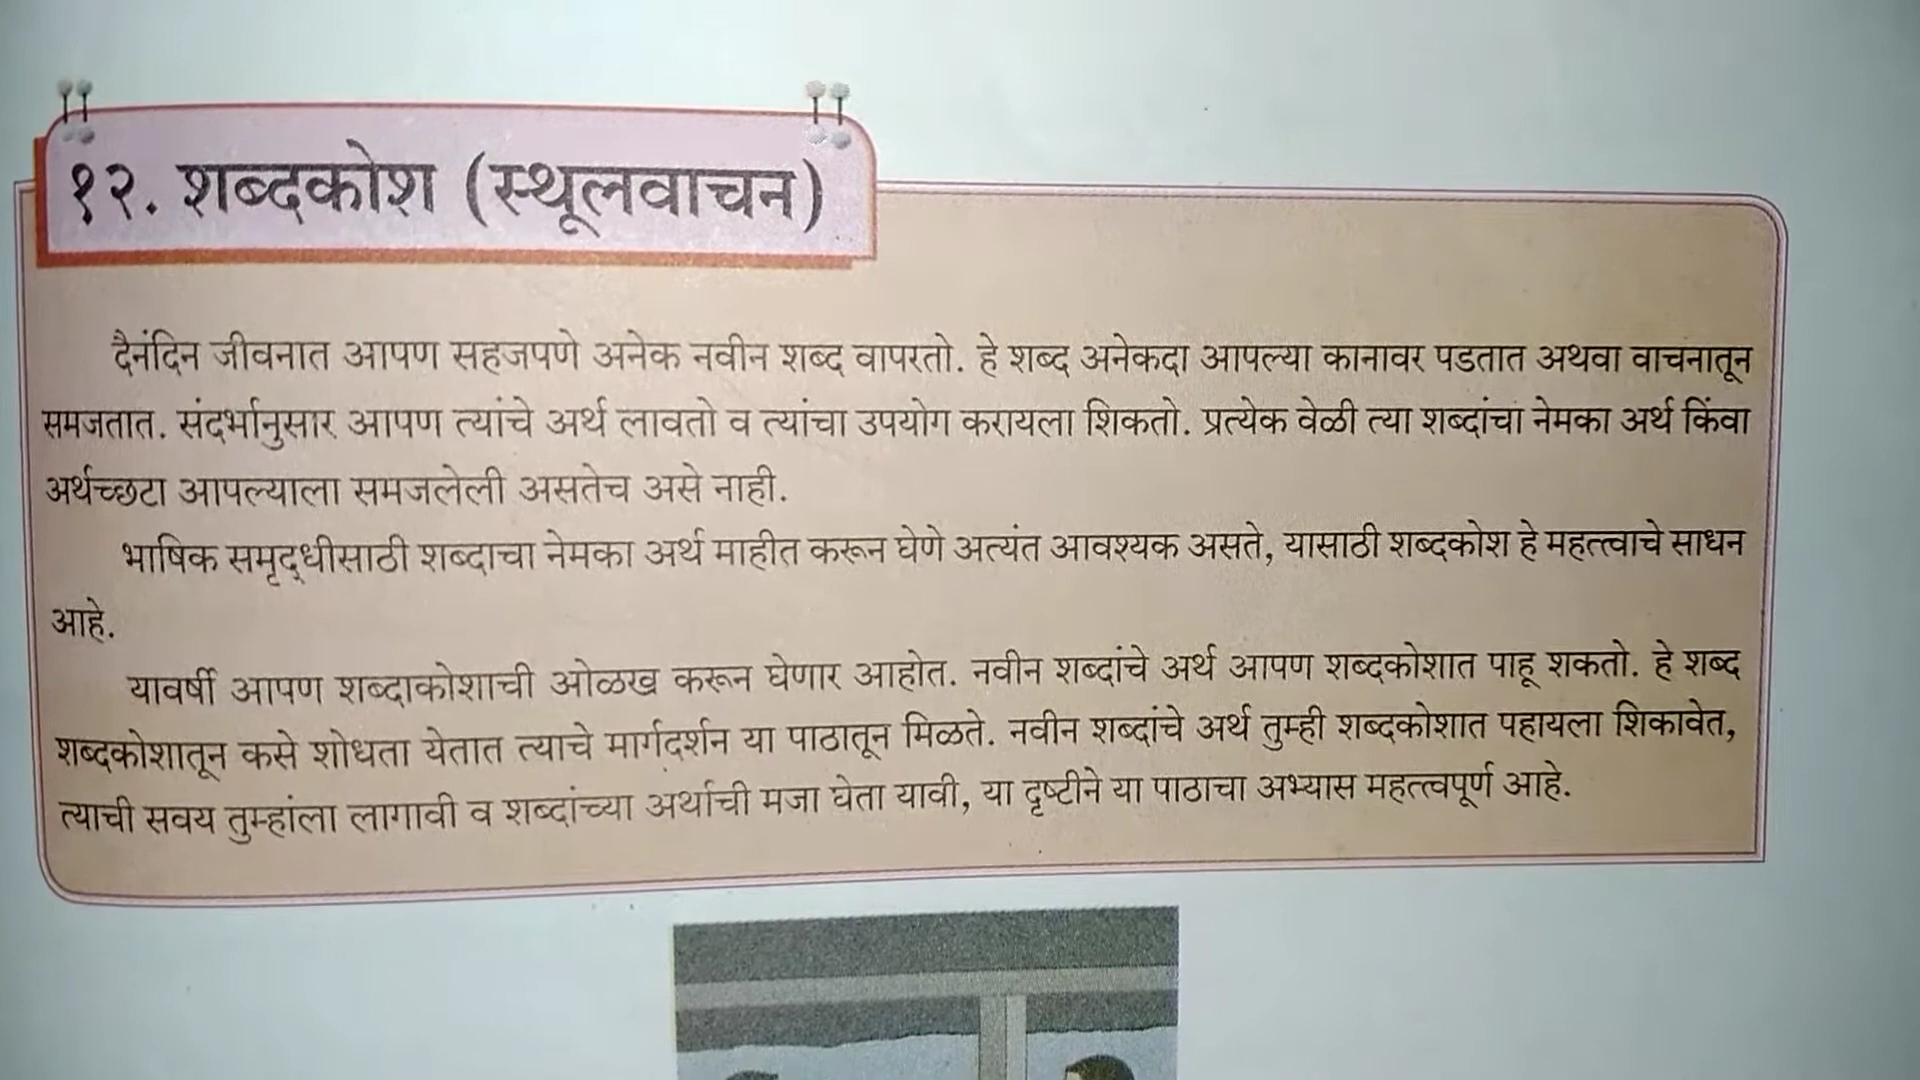 १२. शब्दकोश (स्थूलवाचन)
दैनंदिन जीवनात आपण सहजपणे अनेक नवीन शब्द वापरतो. हे शब्द अनेकदा आपल्या कानावर पडतात अथवा वाचनातून
समजतात. संदर्भानुसार आपण त्यांचे अर्थ लावतो व त्यांचा उपयोग करायला शिकतो. प्रत्येक वेळी त्या शब्दांचा नेमका अर्थ किंवा
अर्थच्छटा आपल्याला समजलेली असतेच असे नाही.
भाषिक समृद्‌धीसाठी शब्दाचा नेमका अर्थ माहीत करून घेणे अत्यंत आवश्यक असते, यासाठी शब्दकोश हे महत्त्वाचे साधन
आहे.
यावर्षी आपण शब्दाकोशाची ओळख करून घेणार आहोत. नवीन शब्दांचे अर्थ आपण शब्दकोशात पाहू शकतो. हे शब्द
शब्दकोशातून कसे शोधता येतात त्याचे मार्गदर्शन या पाठातून मिळते. नवीन शब्दांचे अर्थ तुम्ही शब्दकोशात पहायला शिकावेत,
त्याची सवय तुम्हांला लागावी व शब्दांच्या अर्थाची मजा घेता यावी, या दृष्टीने या पाठाचा अभ्यास महत्त्वपूर्ण आहे.